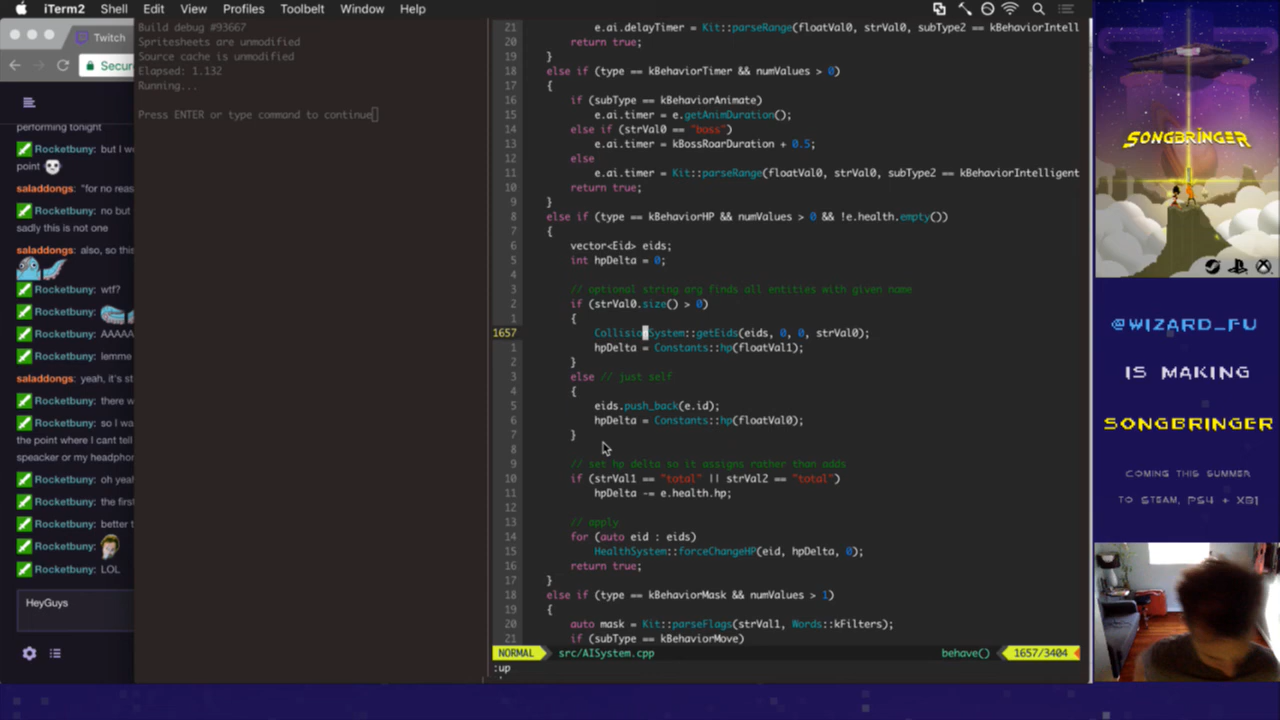 iTerm2 Shell Edit View Profiles Toolbelt Window Help
Twitch
Secure
performing tonight
Rocketbuny: but I w
point
saladdongs: "for no reas
Rocketbuny: no but
sadly this is not one
saladdongs: also, so this
Rocketbuny: wtf?
Rocketbuny:
Rocketbuny: AAAAA
Rocketbuny: lemme
saladdongs: yeah, it's st
Rocketbuny: there w
Rocketbuny: so I wa
the point where I cant tell
speacker or my headphor
Rocketbuny: oh yeah
Rocketbuny: the first
Rocketbuny: better t
Rocketbuny:
Rocketbuny: LOL
HeyGuys
Build debug #93667
Spritesheets are unmodified
Source cache is unmodified
Elapsed: 1.132
Running...
Press ENTER or type command to continue
21 e.ai.delayTimer = Kit::parseRange(floatVal0, strVal0, subType2 == kBehaviorIntell
20 return true;
19 }
18 else if (type == kBehaviorTimer && numValues > 0)
17 {
16 if (subType == kBehaviorAnimate)
15 e.ai.timer = e.getAnimDuration();
14 else if (strVal0 == "boss")
13 e.ai.timer = kBossRoarDuration + 0.5;
12 else
11 e.ai.timer = Kit::parseRange(floatVal0, strVal0, subType2 == kBehaviorIntelligent
10 return true;
9 }
8 else if (type == kBehaviorHP && numValues > 0 && !e.health.empty())
7 {
6 vector<Eid> eids;
5 int hpDelta = 0;
4
3 // optional string arg finds all entities with given name
2 if (strVal0.size() > 0)
1 {
1657 CollisionSystem::getEids(eids, 0, 0, strVal0);
1 hpDelta = Constants::hp(floatVal1);
2 }
3 else // just self
4 {
5 eids.push_back(e.id);
6 hpDelta = Constants::hp(floatVal0);
7 }
8
9 // set hp delta so it assigns rather than adds
10 if (strVal1 == "total" || strVal2 == "total")
11 hpDelta -= e.health.hp;
12
13 // apply
14 for (auto eid : eids)
15 HealthSystem::forceChangeHP(eid, hpDelta, 0);
16 return true;
17 }
18 else if (type == kBehaviorMask && numValues > 1)
19 {
20 auto mask = Kit::parseFlags(strVal1, Words::kFilters);
21 if (subType == kBehaviorMove)
NORMAL src/AISystem.cpp behave() 1657/3404
:up
SONGBRINGER
@WIZARD_FU
IS MAKING
SONGBRINGER
COMING THIS SUMMER
TO STEAM, PS4 + XB1